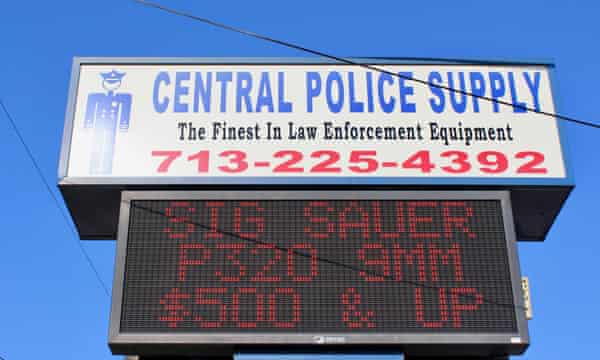 CENTRAL POLICE SUPPLY
The Finest In Law Enforcement Equipment
713-225-4392
SIG SAUER
P320 9MM
$500 & UP